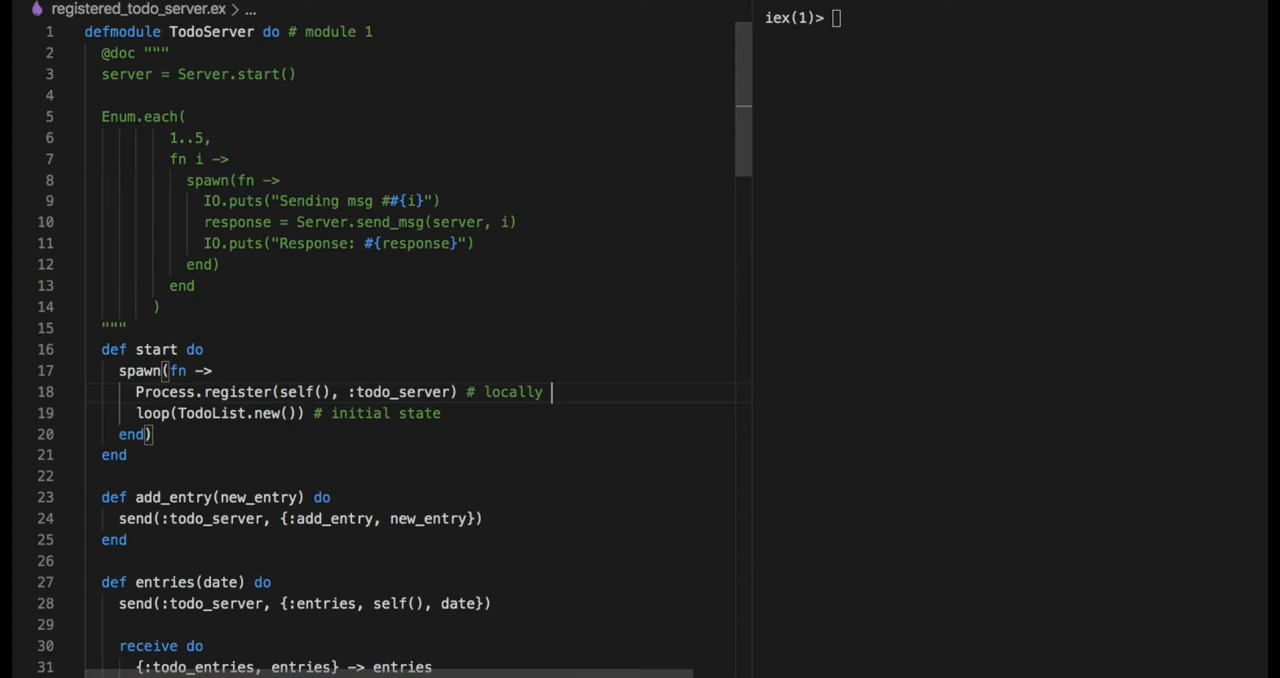 registered_todo_server.ex > ...
1 defmodule TodoServer do # module 1
2 @doc """
3 server = Server.start()
4
5 Enum.each(
6 1..5,
7 fn i ->
8 spawn(fn ->
9 IO.puts("Sending msg ##{i}")
10 response = Server.send_msg(server, i)
11 IO.puts("Response: #{response}")
12 end)
13 end
14 )
15 """
16 def start do
17 spawn(fn ->
18 Process.register(self(), :todo_server) # locally
19 loop(TodoList.new()) # initial state
20 end)
21 end
22
23 def add_entry(new_entry) do
24 send(:todo_server, {:add_entry, new_entry})
25 end
26
27 def entries(date) do
28 send(:todo_server, {:entries, self(), date})
29
30 receive do
31 {:todo_entries, entries} -> entries
iex(1)>